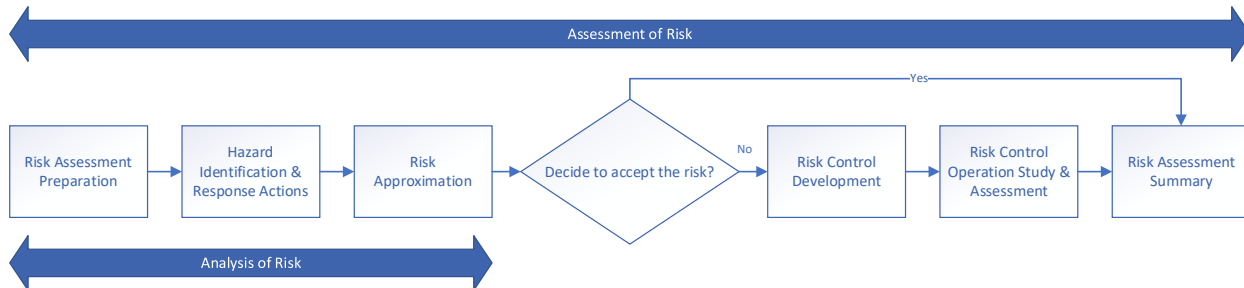 Assessment of Risk
Yes
Risk Assessment
Preparation
Hazard
Identification &
Response Actions
Risk
Approximation
Decide to accept the risk?
No
Risk Control
Development
Risk Control
Operation Study &
Assessment
Risk Assessment
Summary
Analysis of Risk